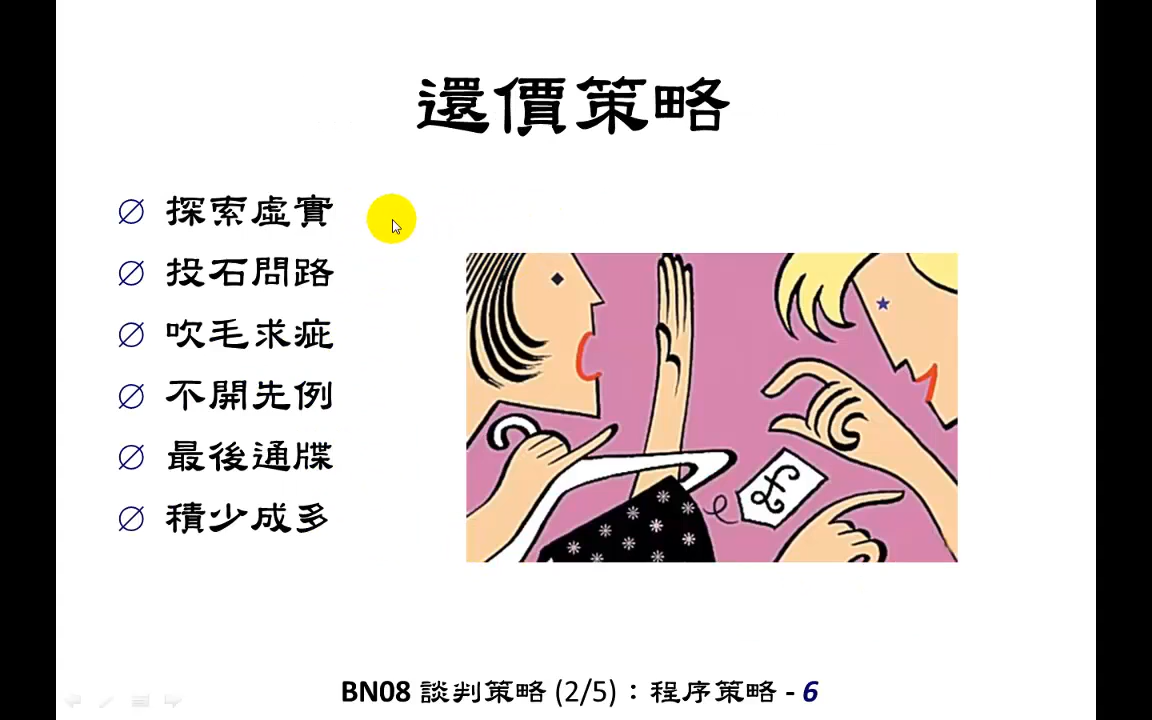 還價策略
探索虛實
投石問路
吹毛求疵
不開先例
最後通牒
積少成多
£
BN08 談判策略 (2/5)：程序策略 - 6